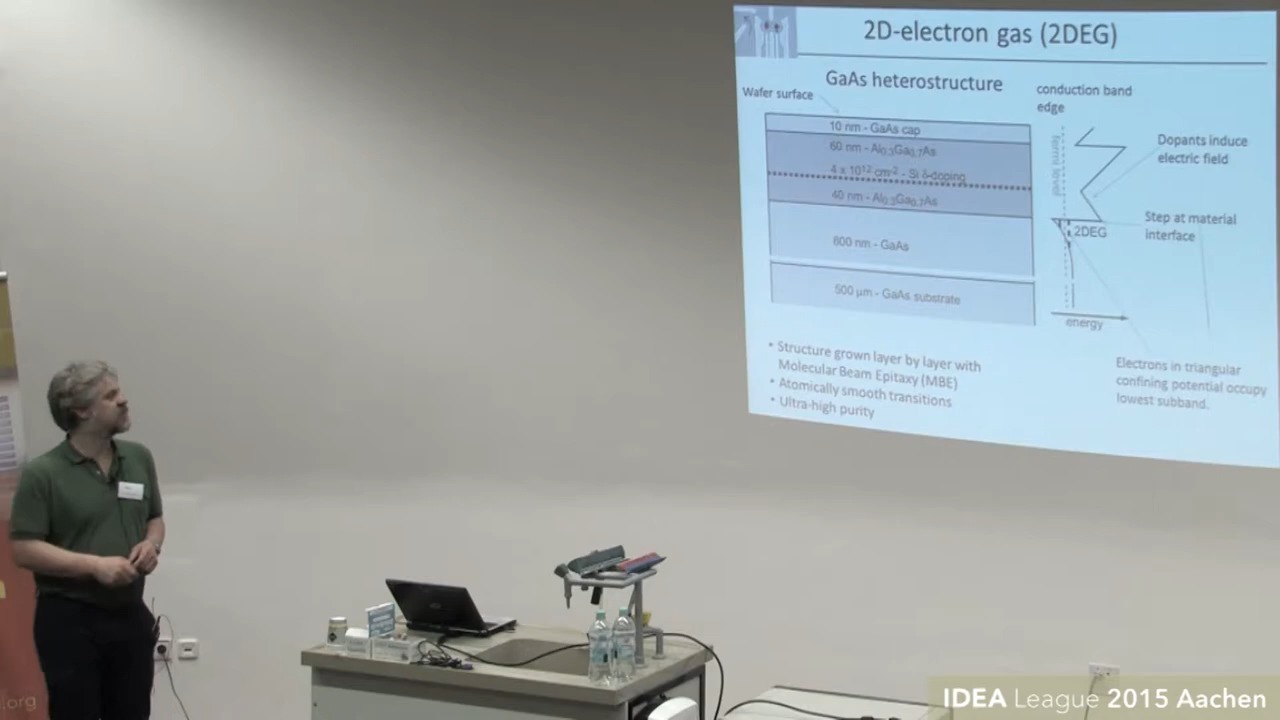 2D-electron gas (2DEG)
GaAs heterostructure
Wafer surface
10 nm - GaAs cap
60 nm - Al0.3Ga0.7As
4 x 10¹² cm⁻² - Si δ-doping
40 nm - Al0.3Ga0.7As
800 nm - GaAs
500 µm - GaAs substrate
conduction band
edge
fermi level
Dopants induce
electric field
Step at material
interface
2DEG
energy
Electrons in triangular
confining potential occupy
lowest subband.
* Structure grown layer by layer with
Molecular Beam Epitaxy (MBE)
* Atomically smooth transitions
* Ultra-high purity
.org
IDEA League 2015 Aachen